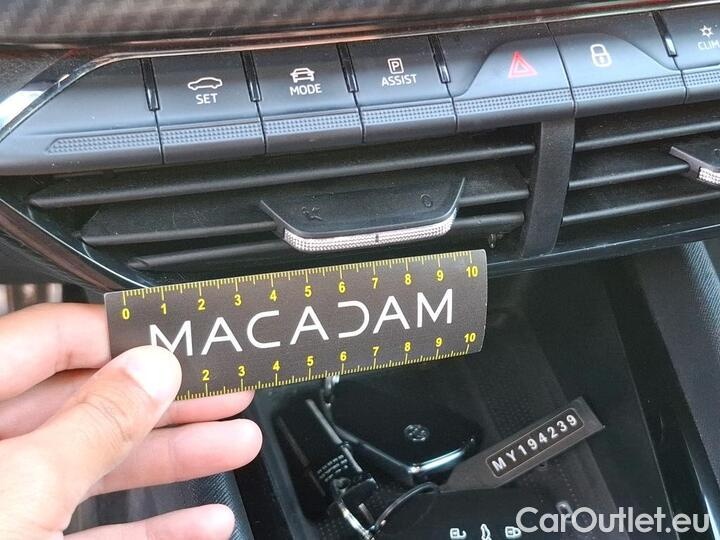 SET
MODE
P
ASSIST
CLIM
0 1 2 3 4 5 6 7 8 9 10
MACADAM
2 3 4 5 6 7 8 9 10
MY194239
CarOutlet.eu